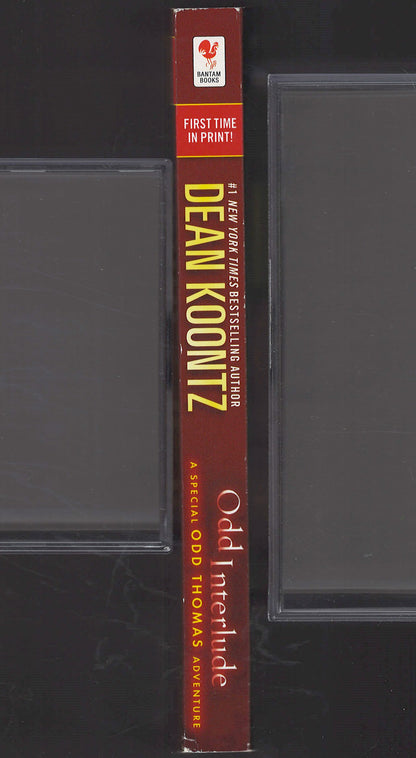 BANTAM
BOOKS
FIRST TIME
IN PRINT!
#1 NEW YORK TIMES BESTSELLING AUTHOR
DEAN KOONTZ
Odd Interlude
A SPECIAL ODD THOMAS ADVENTURE